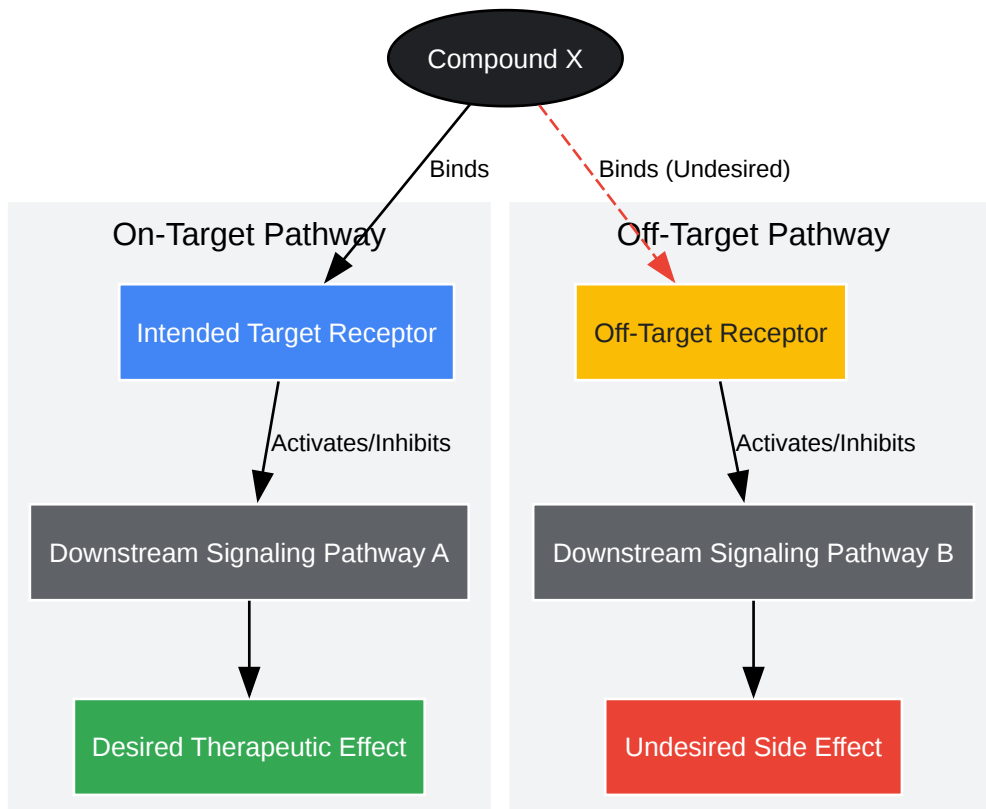 Compound X
Binds
Binds (Undesired)
On-Target Pathway
Off-Target Pathway
Intended Target Receptor
Off-Target Receptor
Activates/Inhibits
Activates/Inhibits
Downstream Signaling Pathway A
Downstream Signaling Pathway B
Desired Therapeutic Effect
Undesired Side Effect